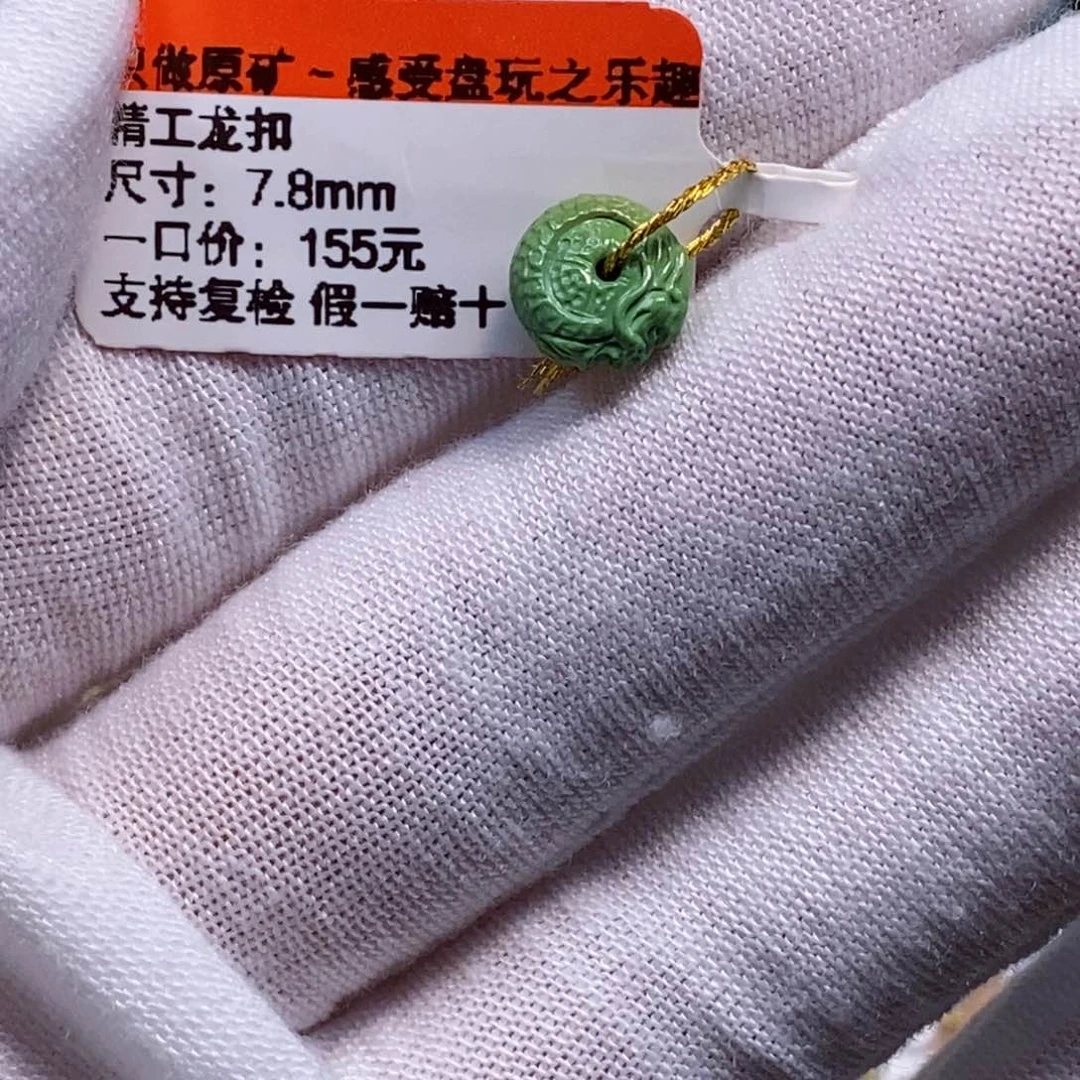 只做原矿~感受盘玩之乐趣
精工龙扣
尺寸：7.8mm
一口价：155元
支持复检 假一赔十